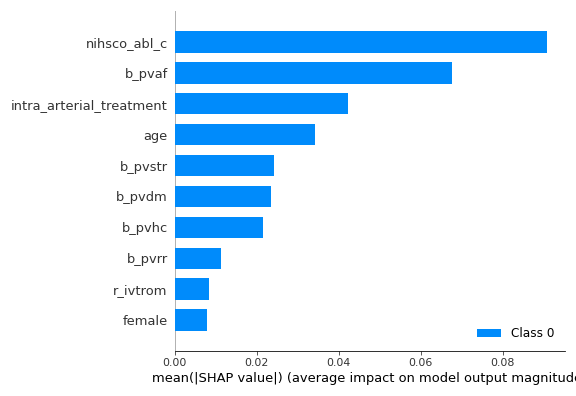 nihsco_abl_c
b_pvaf
intra_arterial_treatment
age
b_pvstr
b_pvdm
b_pvhc
b_pvrr
r_ivtrom
female
Class 0
0.00 0.02 0.04 0.06 0.08
mean(|SHAP value|) (average impact on model output magnitude